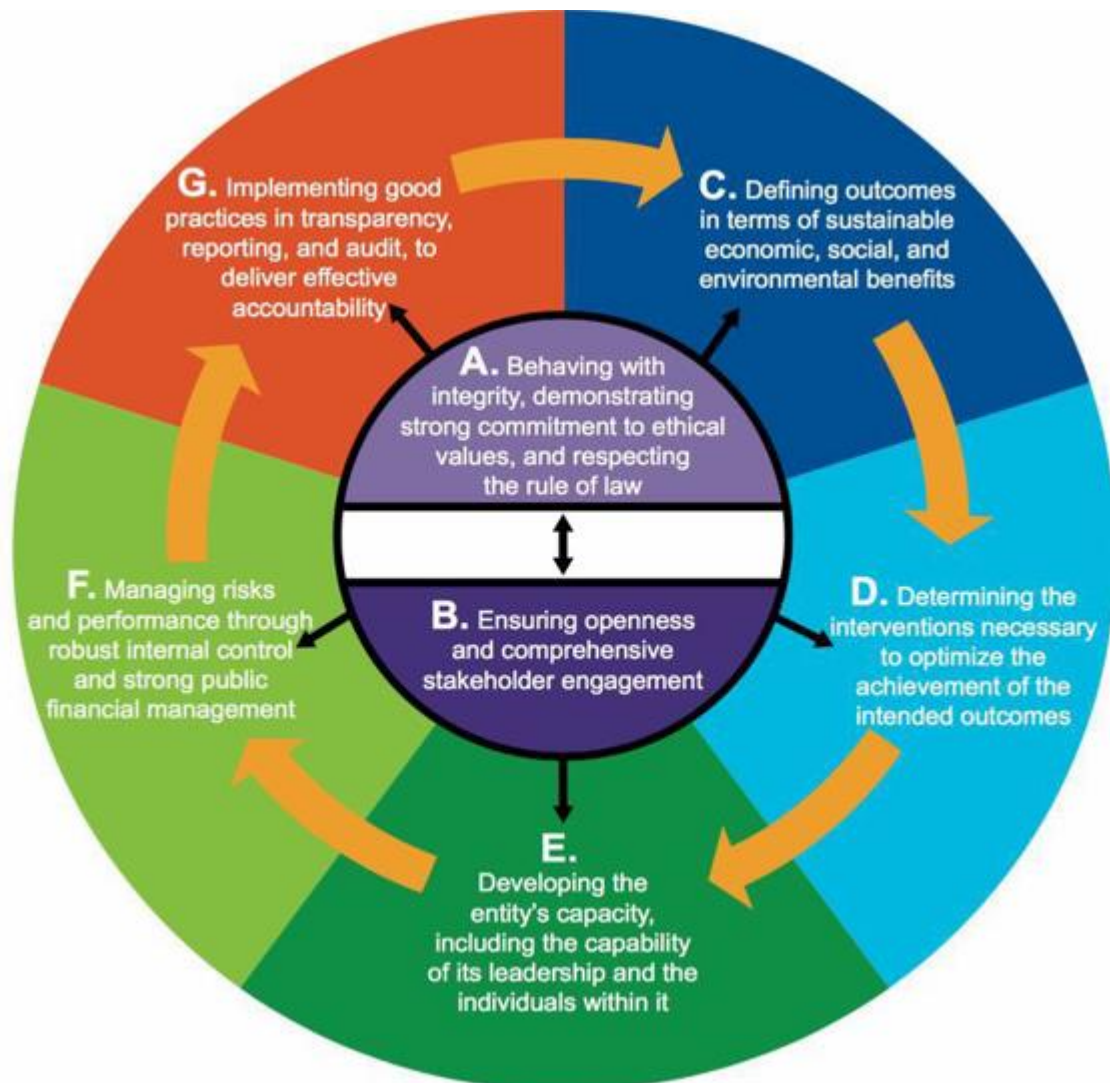 A. Behaving with
integrity, demonstrating
strong commitment to ethical
values, and respecting
the rule of law
B. Ensuring openness
and comprehensive
stakeholder engagement
C. Defining outcomes
in terms of sustainable
economic, social, and
environmental benefits
D. Determining the
interventions necessary
to optimize the
achievement of the
intended outcomes
E.
Developing the
entity's capacity,
including the capability
of its leadership and the
individuals within it
F. Managing risks
and performance through
robust internal control
and strong public
financial management
G. Implementing good
practices in transparency,
reporting, and audit, to
deliver effective
accountability